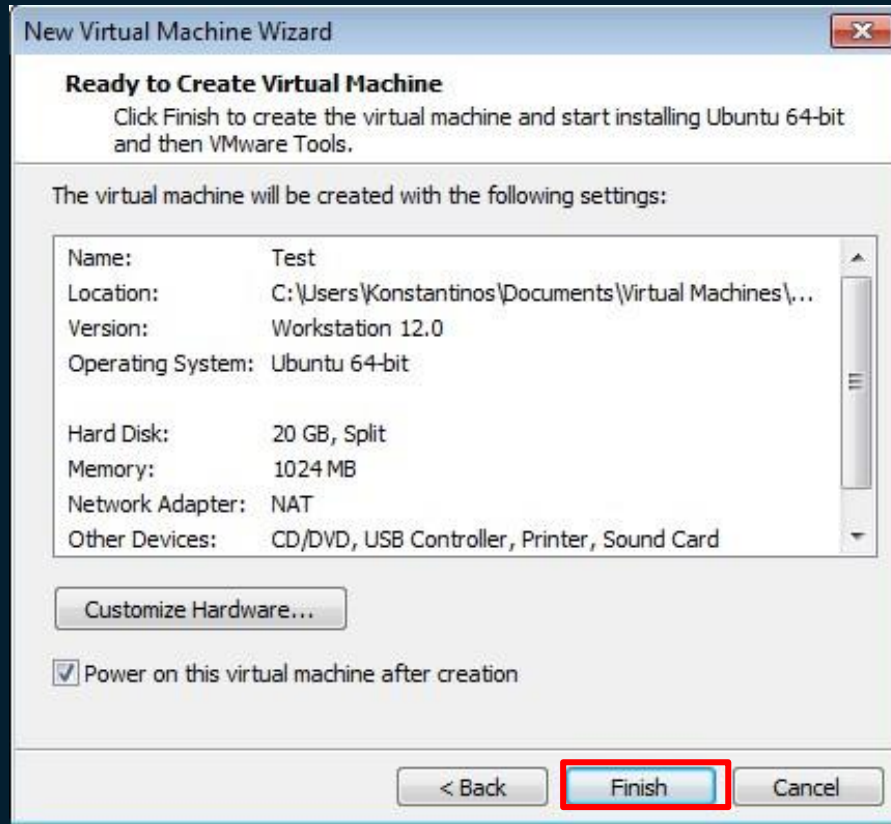 New Virtual Machine Wizard
Ready to Create Virtual Machine
Click Finish to create the virtual machine and start installing Ubuntu 64-bit
and then VMware Tools.
The virtual machine will be created with the following settings:
Name: Test
Location: C:\Users\Konstantinos\Documents\Virtual Machines\...
Version: Workstation 12.0
Operating System: Ubuntu 64-bit
Hard Disk: 20 GB, Split
Memory: 1024 MB
Network Adapter: NAT
Other Devices: CD/DVD, USB Controller, Printer, Sound Card
Customize Hardware...
Power on this virtual machine after creation
< Back Finish Cancel